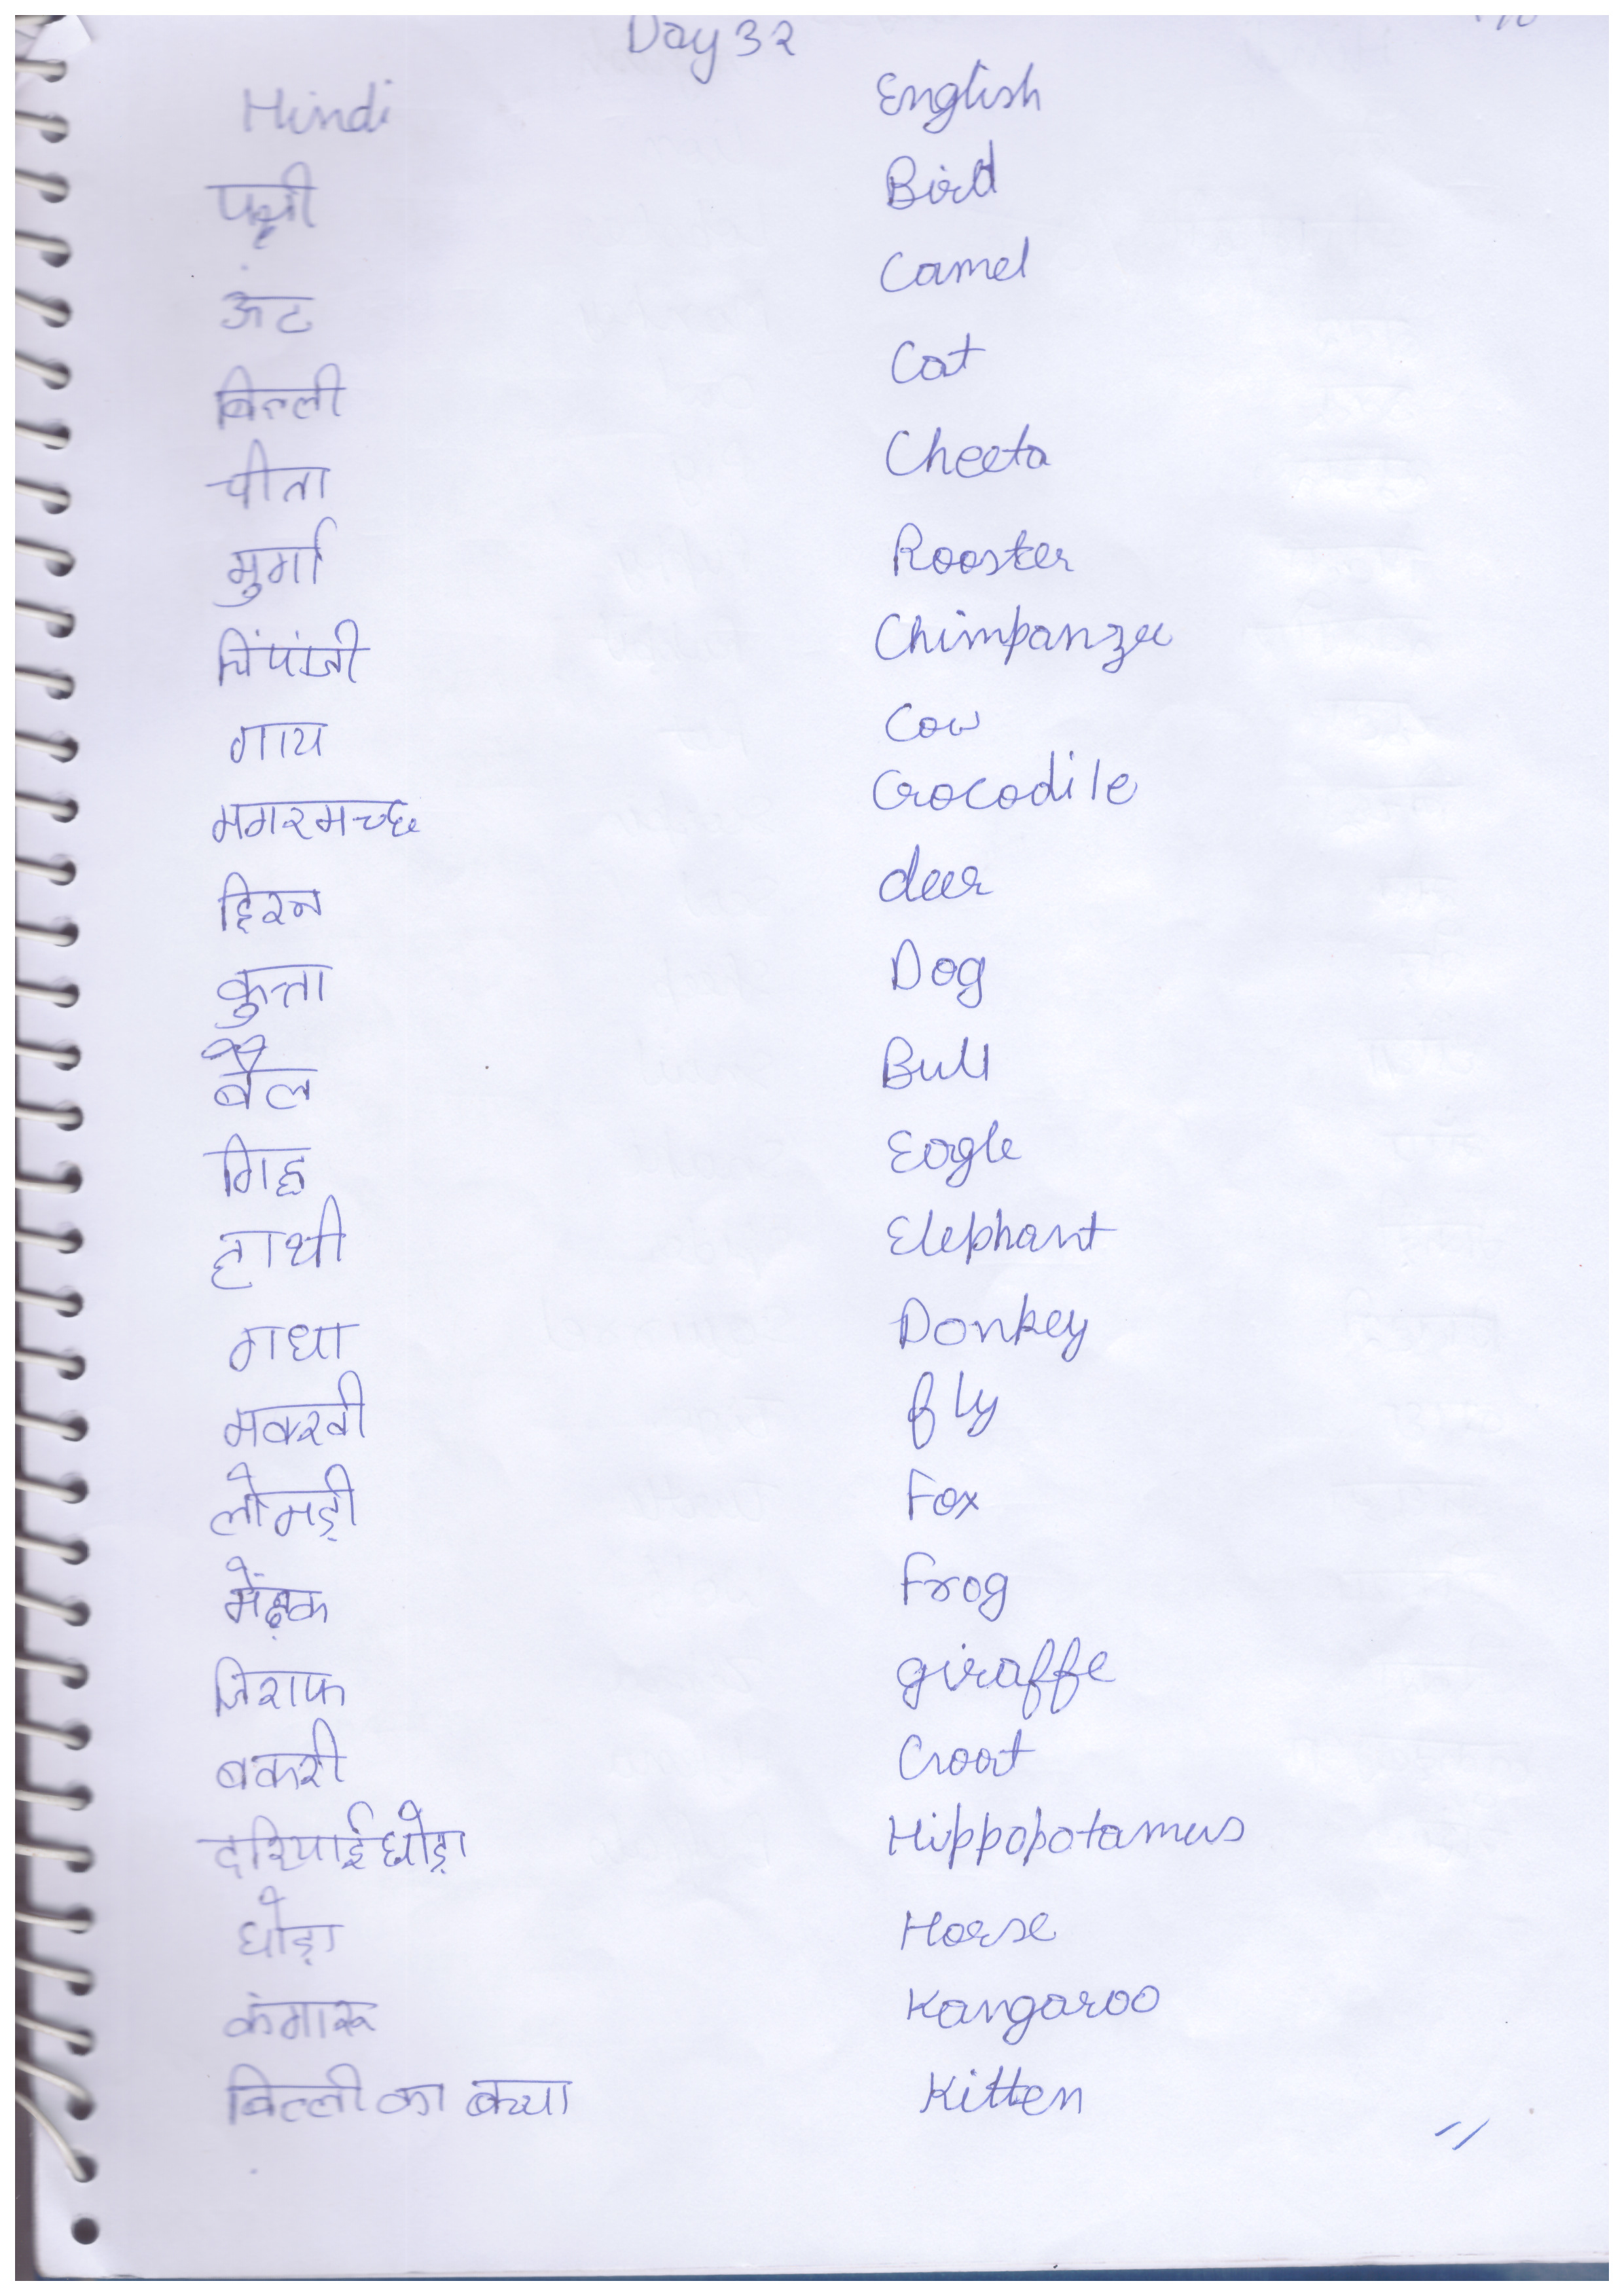 Day 32
Hindi English
पक्षी Bird
ऊंट Camel
बिल्ली Cat
चीता Cheeta
मुर्गा Rooster
चिंपांजी Chimpanzee
गाय Cow
मगरमच्छ Crocodile
हिरन deer
कुत्ता Dog
बैल Bull
गिद्ध Eagle
हाथी Elephant
गधा Donkey
मक्खी fly
लोमड़ी Fox
मेंढ़क Frog
जिराफ giraffe
बकरी Goat
दरियाई घोड़ा Hippopotamus
घोड़ा Horse
कंगारू Kangaroo
बिल्ली का बच्चा Kitten